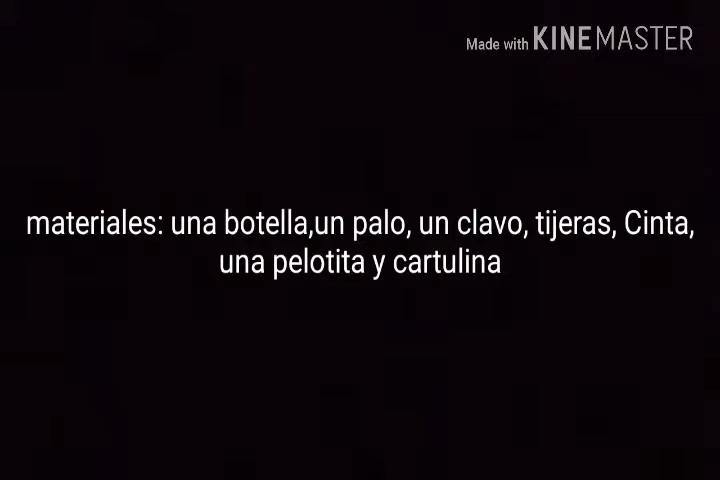 Made with KINEMASTER
materiales: una botella,un palo, un clavo, tijeras, Cinta,
una pelotita y cartulina